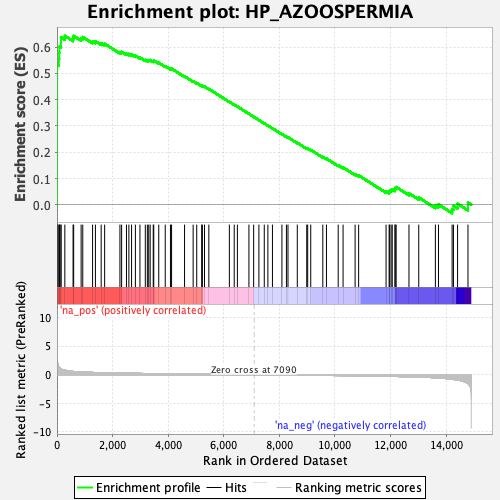 Enrichment plot: HP_AZOOSPERMIA
Enrichment score (ES)
0.6
0.5
0.4
0.3
0.2
0.1
0.0
'na_pos' (positively correlated)
Ranked list metric (PreRanked)
10
5
0
-5
-10
Zero cross at 7090
'na_neg' (negatively correlated)
0 2,000 4,000 6,000 8,000 10,000 12,000 14,000
Rank in Ordered Dataset
Enrichment profile Hits Ranking metric scores